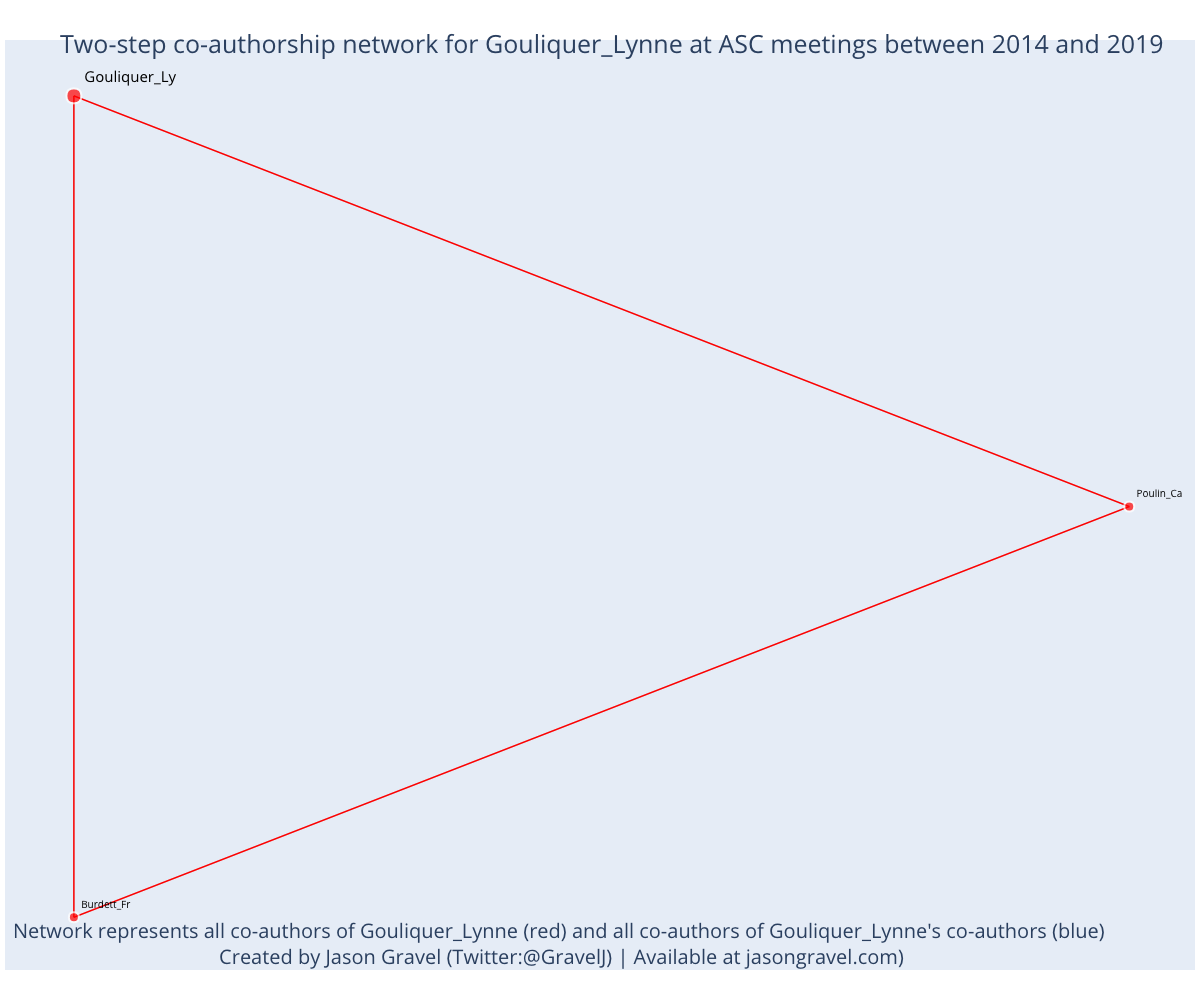 Two-step co-authorship network for Gouliquer_Lynne at ASC meetings between 2014 and 2019
Gouliquer_Ly
Poulin_Ca
Burdett_Fr
Network represents all co-authors of Gouliquer_Lynne (red) and all co-authors of Gouliquer_Lynne's co-authors (blue)
Created by Jason Gravel (Twitter:@GravelJ) | Available at jasongravel.com)